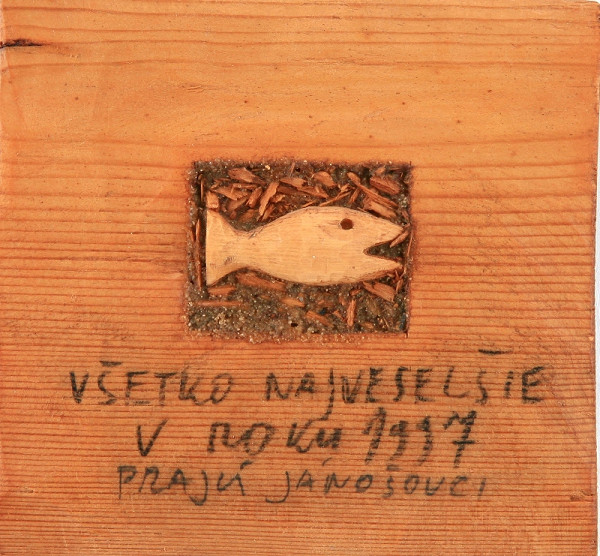 VŠETKO NAJVESELŠIE
V ROKU 1997
PRAJÚ JÁNOŠOVCI